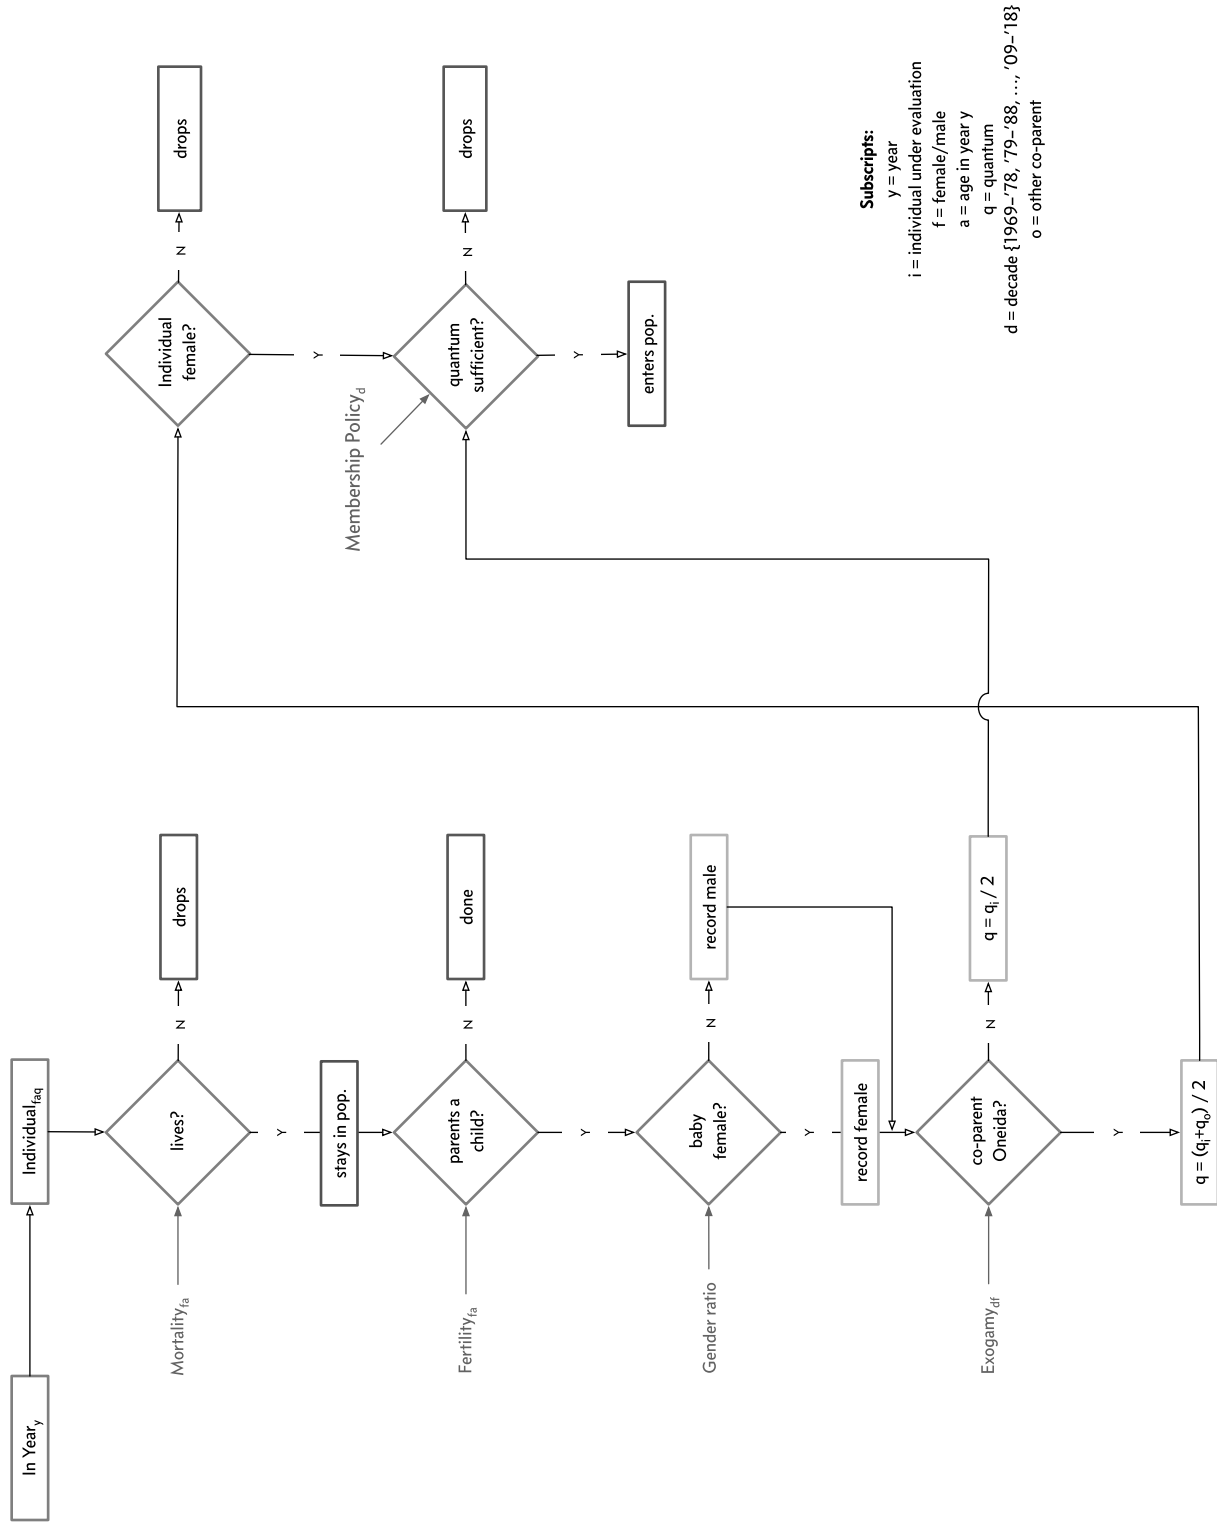 In Year_y
Individual_faq
Mortality_fa
lives?
N
drops
Y
stays in pop.
Fertility_fa
parents a
child?
N
done
Y
Gender ratio
baby
female?
N
record male
Y
record female
Exogamy_df
co-parent
Oneida?
N
q = q_i / 2
Y
q = (q_i+q_o) / 2
Individual
female?
N
drops
Y
Membership Policy_d
quantum
sufficient?
N
drops
Y
enters pop.
Subscripts:
y = year
i = individual under evaluation
f = female/male
a = age in year y
q = quantum
d = decade {1969–’78, ’79–’88, …, ’09–’18}
o = other co-parent